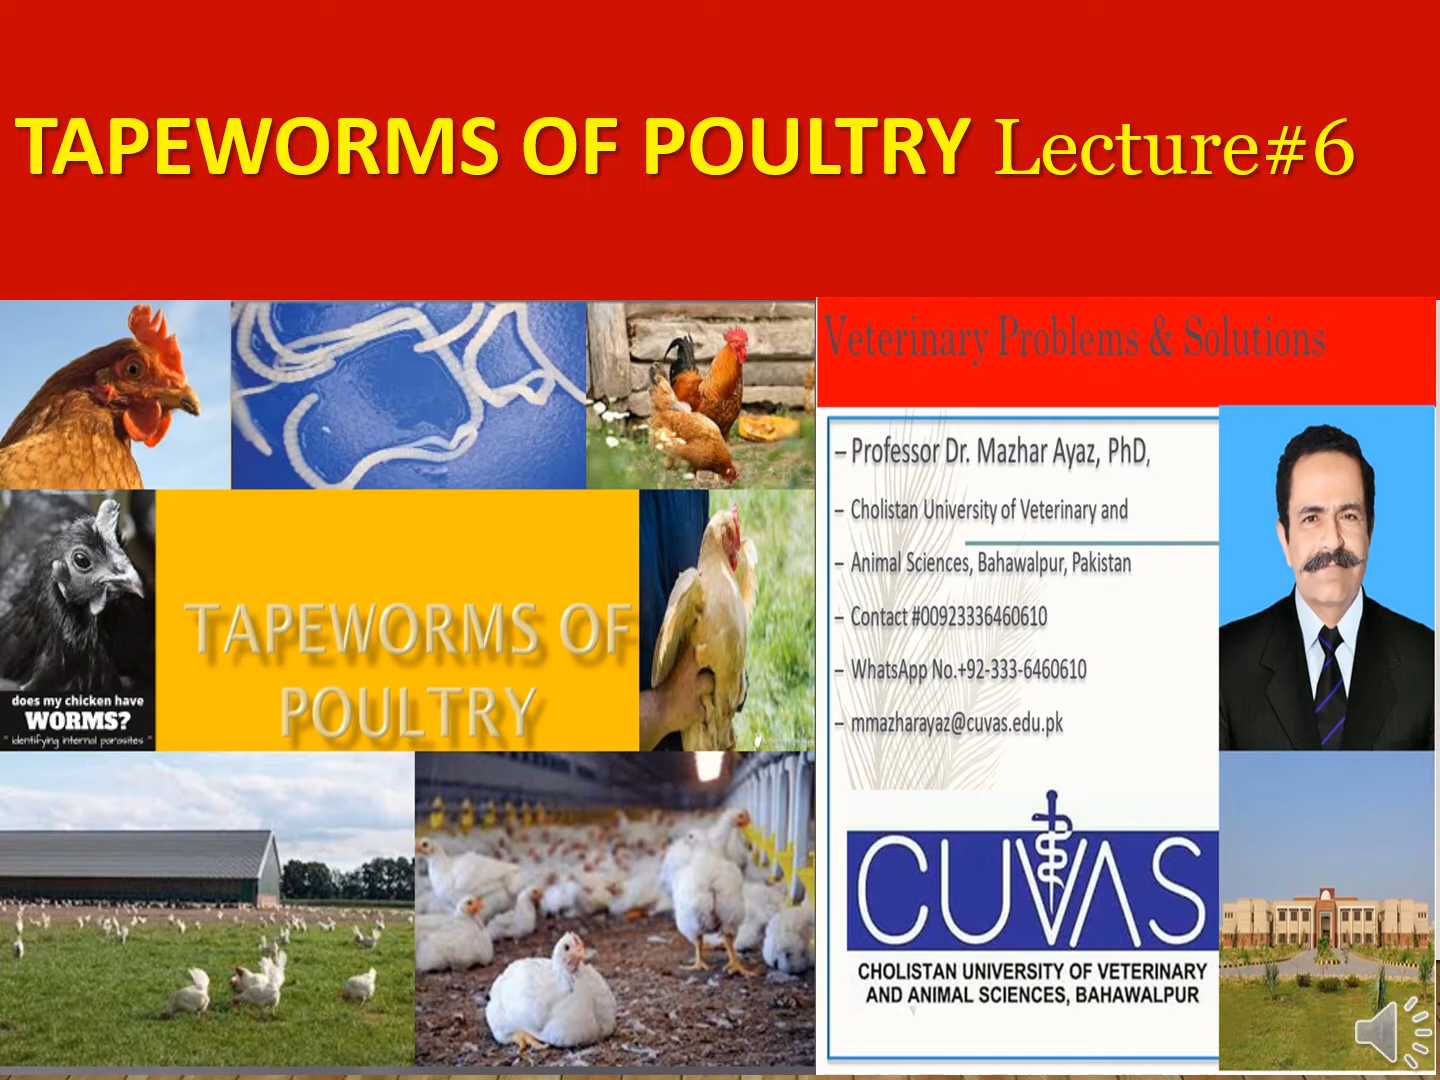 TAPEWORMS OF POULTRY Lecture#6
Veterinary Problems & Solutions
does my chicken have
WORMS?
" identifying internal parasites "
TAPEWORMS OF
POULTRY
– Professor Dr. Mazhar Ayaz, PhD,
– Cholistan University of Veterinary and
– Animal Sciences, Bahawalpur, Pakistan
– Contact #00923336460610
– WhatsApp No.+92-333-6460610
– mmazharayaz@cuvas.edu.pk
CUVAS
CHOLISTAN UNIVERSITY OF VETERINARY
AND ANIMAL SCIENCES, BAHAWALPUR